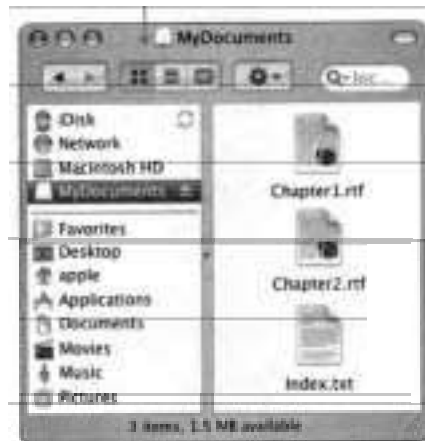 MyDocuments
iDisk
Network
Macintosh HD
MyDocuments
Favorites
Desktop
apple
Applications
Documents
Movies
Music
Pictures
Chapter1.rtf
Chapter2.rtf
Index.txt
3 items, 1.5 MB available